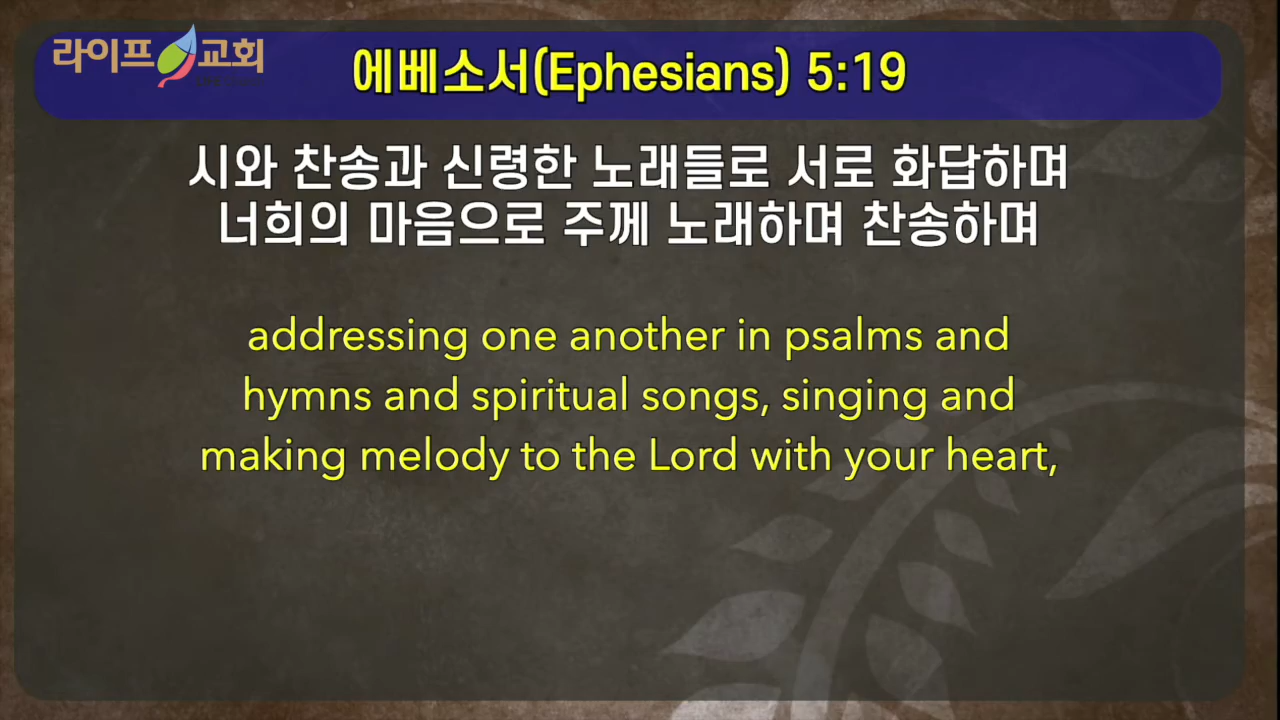 라이프 교회
에베소서(Ephesians) 5:19
시와 찬송과 신령한 노래들로 서로 화답하며
너희의 마음으로 주께 노래하며 찬송하며
addressing one another in psalms and
hymns and spiritual songs, singing and
making melody to the Lord with your heart,